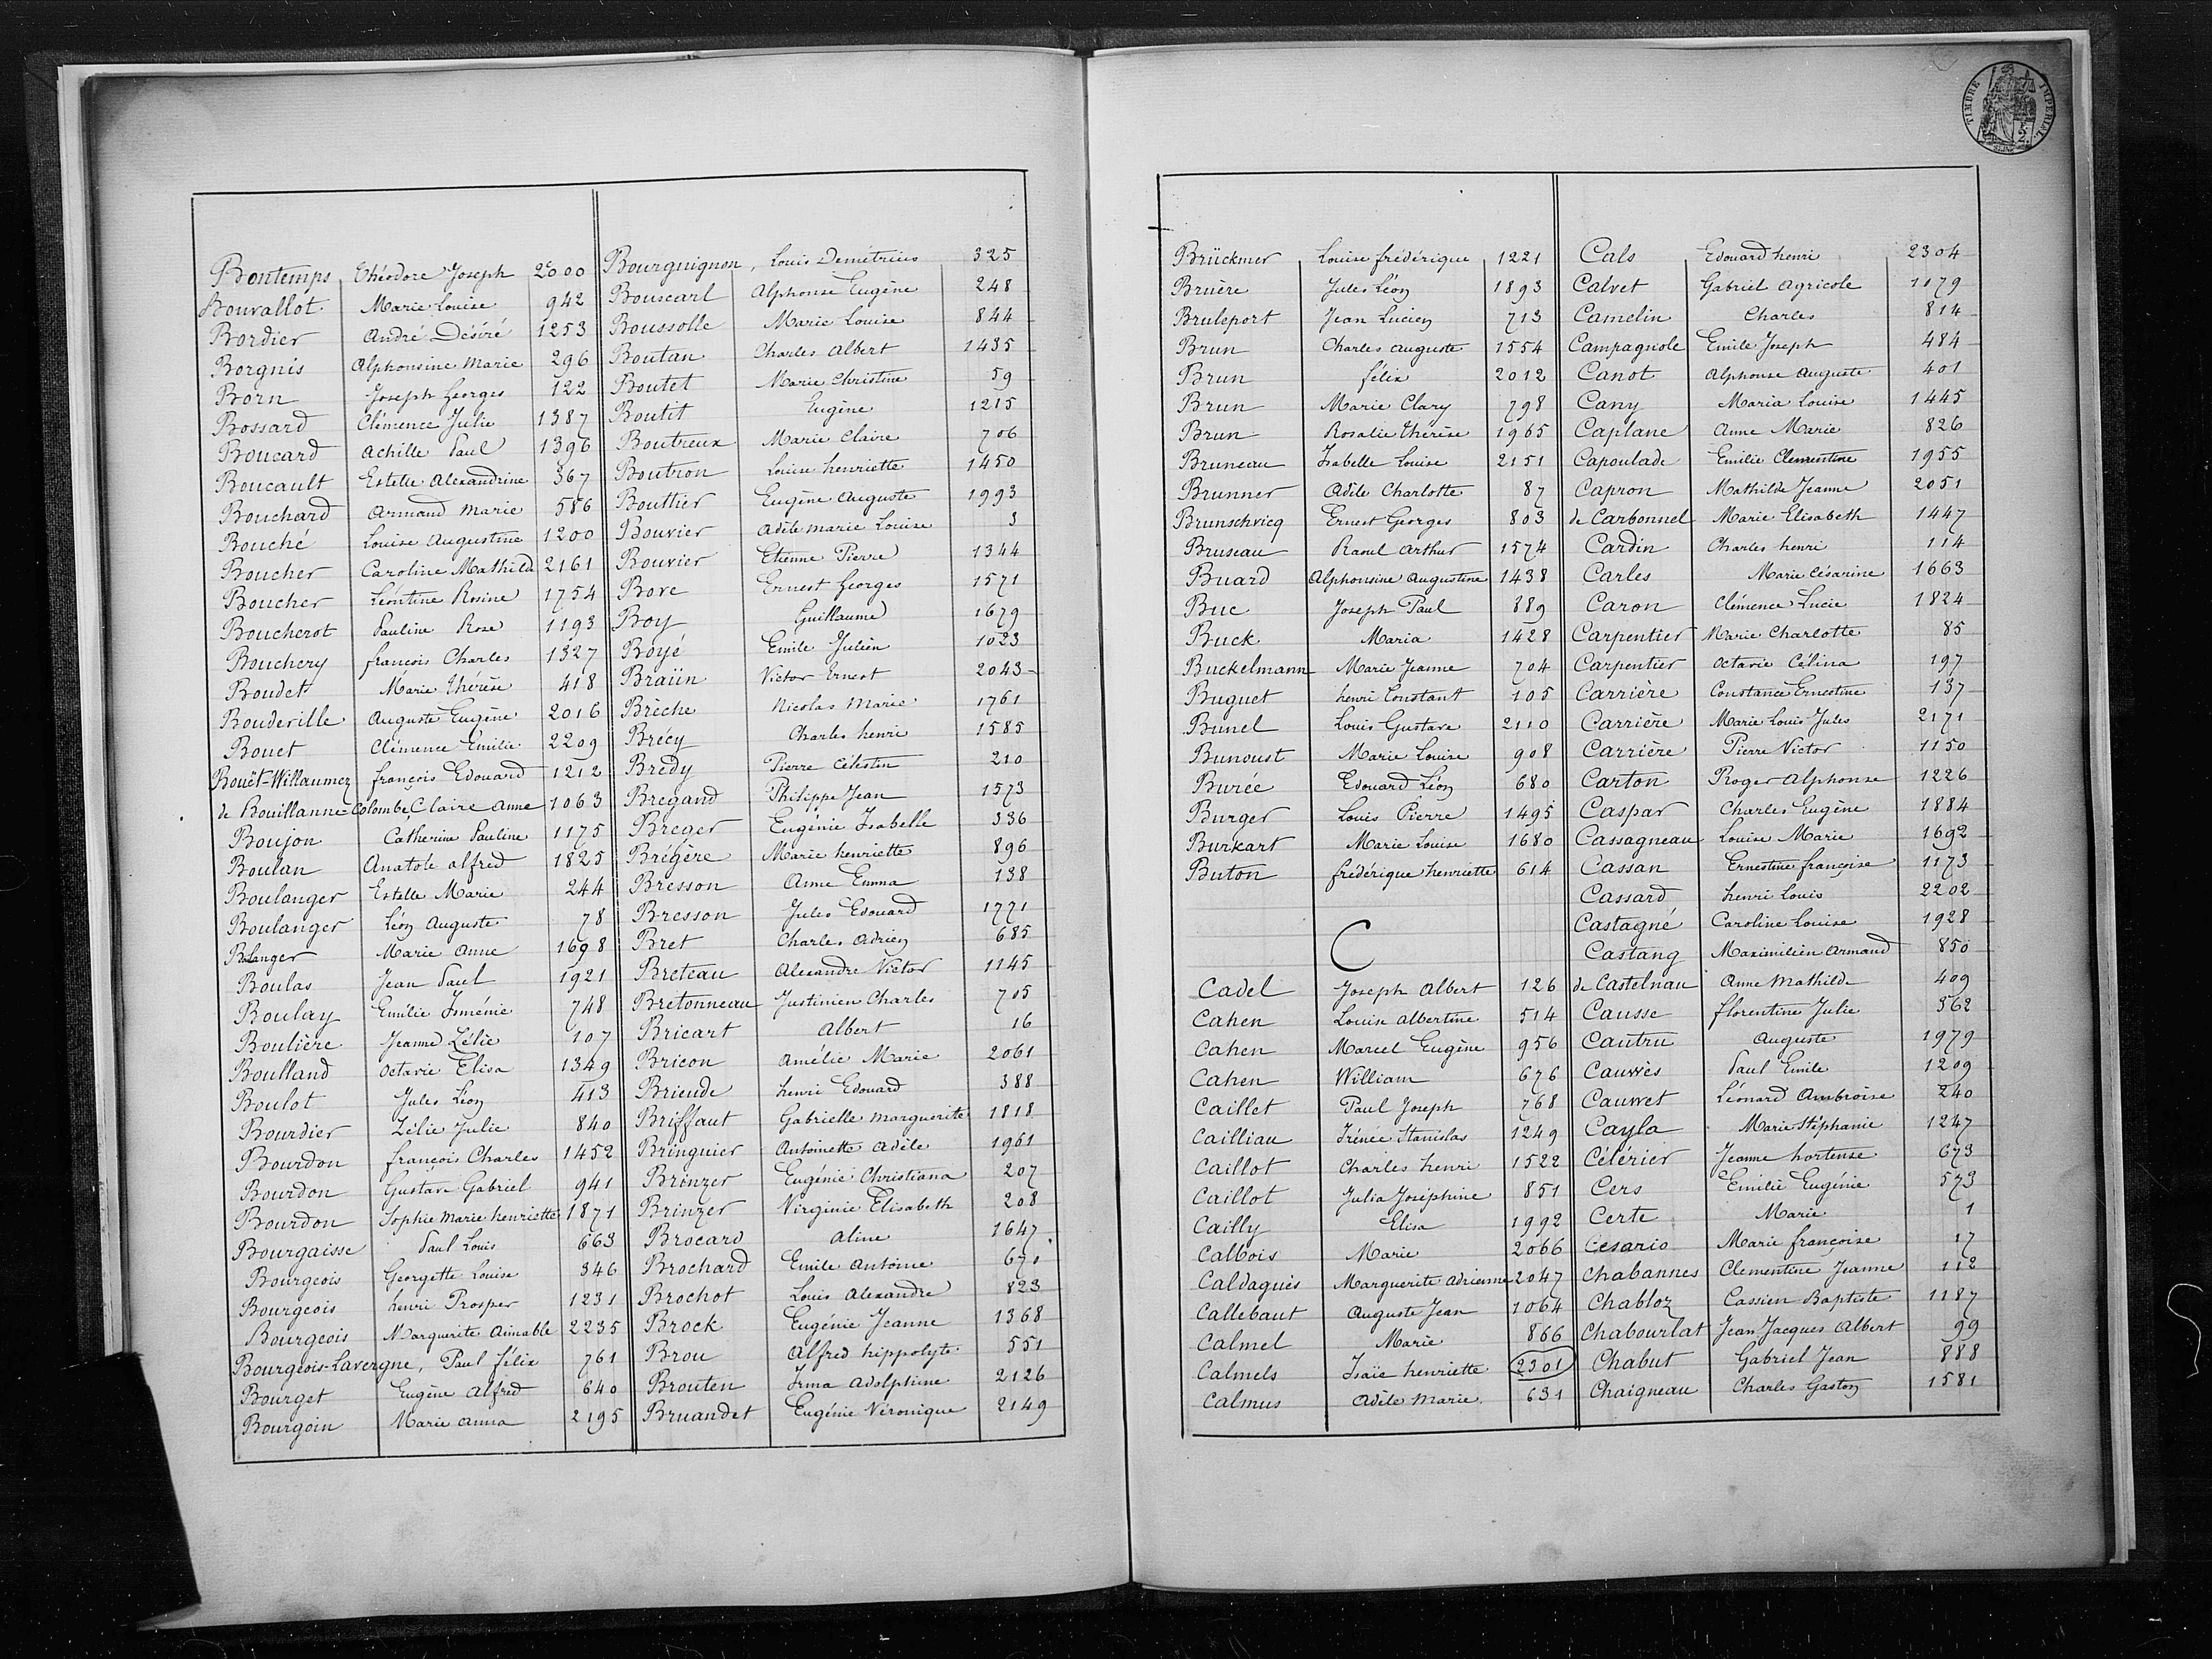 TIMBRE IMPERIAL
Bontemps, Théodore Joseph 2000
Bonvallot Marie Louise 942
Bordier André Désiré 1253
Borgnis Alphonsine Marie 296
Born Joseph Georges 122
Bossard Clémence Julie 1387
Boucard Achille Paul 1396
Boucault Estelle Alexandrine 367
Bouchard Armand Marie 586
Bouché Louise Augustine 1200
Boucher Caroline Mathilde 2161
Boucher Léontine Rosine 1754
Boucherot Pauline Rose 1193
Bouchery françois Charles 1327
Boudet Marie Thérèse 418
Bouderille Auguste Eugène 2016
Bouet Clémence Emilie 2209
Bouët-Willaumez françois Edouard 1212
de Bouillanne-Colombe, Claire Anne 1063
Boujon Catherine Pauline 1175
Boulan Anatole alfred 1825
Boulanger Estelle Marie 244
Boulanger Léon Auguste 78
Bolanger Marie Anne 1698
Boulas Jean Paul 1921
Boulay Emilie Isménie 748
Boulière Jeanne Zélie 107
Boulland Octavie Elisa 1349
Boulot Jules Léon 413
Bourdier Zélie Julie 840
Bourdon françois Charles 1452
Bourdon Gustave Gabriel 941
Bourdon Sophie Marie henriette 1871
Bourgaisse Paul Louis 663
Bourgeois Georgette Louise 346
Bourgeois henri Prosper 1231
Bourgeois Marguerite Aimable 2235
Bourgeois-Lavergne, Paul félix 761
Bourget Eugène Alfred 640
Bourgoin Marie Anna 2195
Bourguignon, Louis Demétrius 325
Bouscarl Alphonse Eugène 248
Boussolle Marie Louise 844
Boutan Charles Albert 1435
Boutet Marie Christine 59
Boutit Eugène 1215
Boutreux Marie Claire 706
Boutron Louise henriette 1450
Bouttier Eugène Auguste 1993
Bouvier Adèle marie Louise 3
Bouvier Etienne Pierre 1344
Bove Ernest Georges 1571
Boy Guillaume 1679
Boyé Emile Julien 1023
Braün Victor Ernest 2043
Breche Nicolas Marie 1761
Brécy Charles henri 1585
Bredy Pierre Célestin 210
Bregand Philippe Jean 1573
Breger Eugénie Isabelle 336
Brégère Marie henriette 896
Bresson Anne Emma 138
Bresson Jules Edouard 1771
Bret Charles Adrien 685
Breteau Alexandre Victor 1145
Bretonneau Justinien Charles 705
Bricart Albert 16
Bricon Amélie Marie 2061
Brieude henri Edouard 388
Briffaut Gabrielle Marguerite 1818
Bringuier Antoinette Adèle 1961
Brinzer Eugénie Christiana 207
Brinzer Virginie Elisabeth 208
Brocard Aline 1647
Brochard Emile Antoine 670
Brochot Louis Alexandre 823
Brock Eugénie Jeanne 1368
Brou Alfred hippolyte 551
Brouten Irma Adolphine 2126
Bruandet Eugénie Véronique 2149
Brückmer Louise frédérique 1221
Bruère Jules Léon 1893
Bruleport Jean Lucien 713
Brun Charles Auguste 1554
Brun félix 2012
Brun Marie Clary 798
Brun Rosalie Thérèse 1965
Bruneau Isabelle Louise 2151
Brunner Adèle Charlotte 87
Brunschvicq Ernest Georges 803
Bruseau Raoul Arthur 1574
Buard Alphonsine Augustine 1438
Buc Joseph Paul 889
Buck Maria 1428
Buckelmann Marie Jeanne 704
Buguet henri Constant 105
Bunel Louis Gustave 2110
Bunoust Marie Louise 908
Burée Edouard Léon 680
Burger Louis Pierre 1495
Burkart Marie Louise 1680
Buton frédérique henriette 614
C
Cadel Joseph Albert 126
Cahen Louise Albertine 514
Cahen Marcel Eugène 956
Cahen William 676
Caillet Paul Joseph 768
Cailliau Irénée Stanislas 1249
Caillot Charles henri 1522
Caillot Julia Joséphine 851
Cailly Elisa 1992
Calbois Marie 2066
Caldaguès Marguerite Adrienne 2047
Callebaut Auguste Jean 1064
Calmel Marie 866
Calmels Isaïe henriette 2301
Calmus Adèle Marie 631
Cals Edouard henri 2304
Calvet Gabriel Agricole 1179
Camelin Charles 814
Campagnole Emile Joseph 484
Canot Alphonse Auguste 401
Cany Maria Louise 1445
Caplane Anne Marie 826
Capoulade Emilie Clementine 1955
Capron Mathilde Jeanne 2051
de Carbonnel Marie Elisabeth 1447
Cardin Charles henri 114
Carles Marie Césarine 1663
Caron Clémence Lucie 1824
Carpentier Marie Charlotte 85
Carpentier Octavie Célina 197
Carrière Constance Ernestine 137
Carrière Marie Louis Jules 2171
Carrière Pierre Victor 1150
Carton Roger Alphonse 1226
Caspar Charles Eugène 1884
Cassagneau Louise Marie 1692
Cassan Ernestine françoise 1173
Cassard henri Louis 2202
Castagné Caroline Louise 1928
Castang Maximilien Armand 850
de Castelnau Anne Mathilde 409
Causse florentine Julie 362
Cautru Auguste 1979
Cauvès Paul Emile 1209
Cauvet Léonard Ambroise 240
Cayla Marie Stéphanie 1247
Célérier Jeanne hortense 673
Cers Emilie Eugénie 573
Certe Marie 1
Cesario Marie françoise 17
Chabannes Clementine Jeanne 112
Chabloz Cassien Baptiste 1187
Chabourlat Jean Jacques Albert 99
Chabut Gabriel Jean 888
Chaigneau Charles Gaston 1581